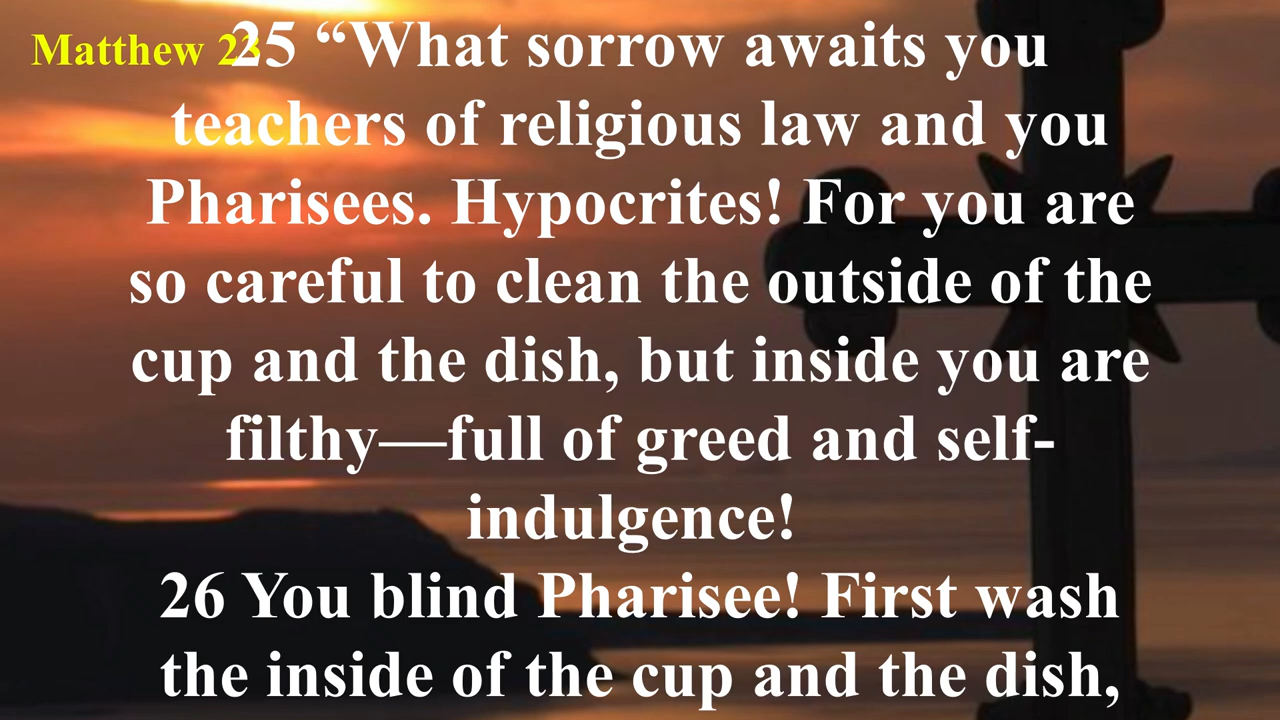 Matthew 23
25 “What sorrow awaits you
teachers of religious law and you
Pharisees. Hypocrites! For you are
so careful to clean the outside of the
cup and the dish, but inside you are
filthy—full of greed and self-
indulgence!
26 You blind Pharisee! First wash
the inside of the cup and the dish,